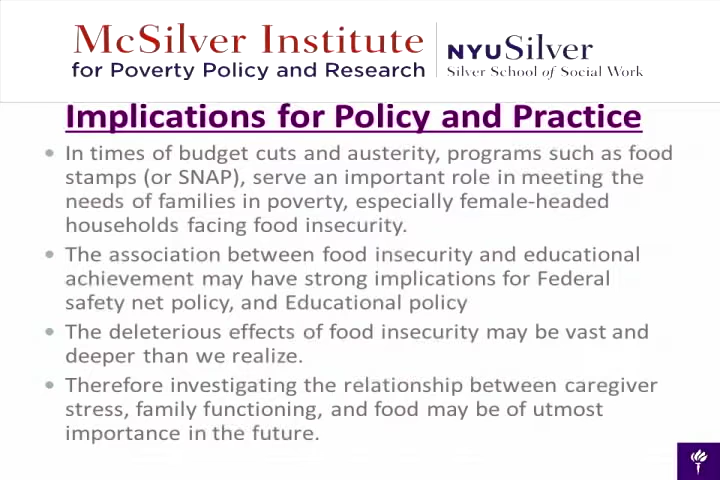 McSilver Institute
for Poverty Policy and Research
NYUSilver
Silver School of Social Work
Implications for Policy and Practice
• In times of budget cuts and austerity, programs such as food
stamps (or SNAP), serve an important role in meeting the
needs of families in poverty, especially female-headed
households facing food insecurity.
• The association between food insecurity and educational
achievement may have strong implications for Federal
safety net policy, and Educational policy
• The deleterious effects of food insecurity may be vast and
deeper than we realize.
• Therefore investigating the relationship between caregiver
stress, family functioning, and food may be of utmost
importance in the future.